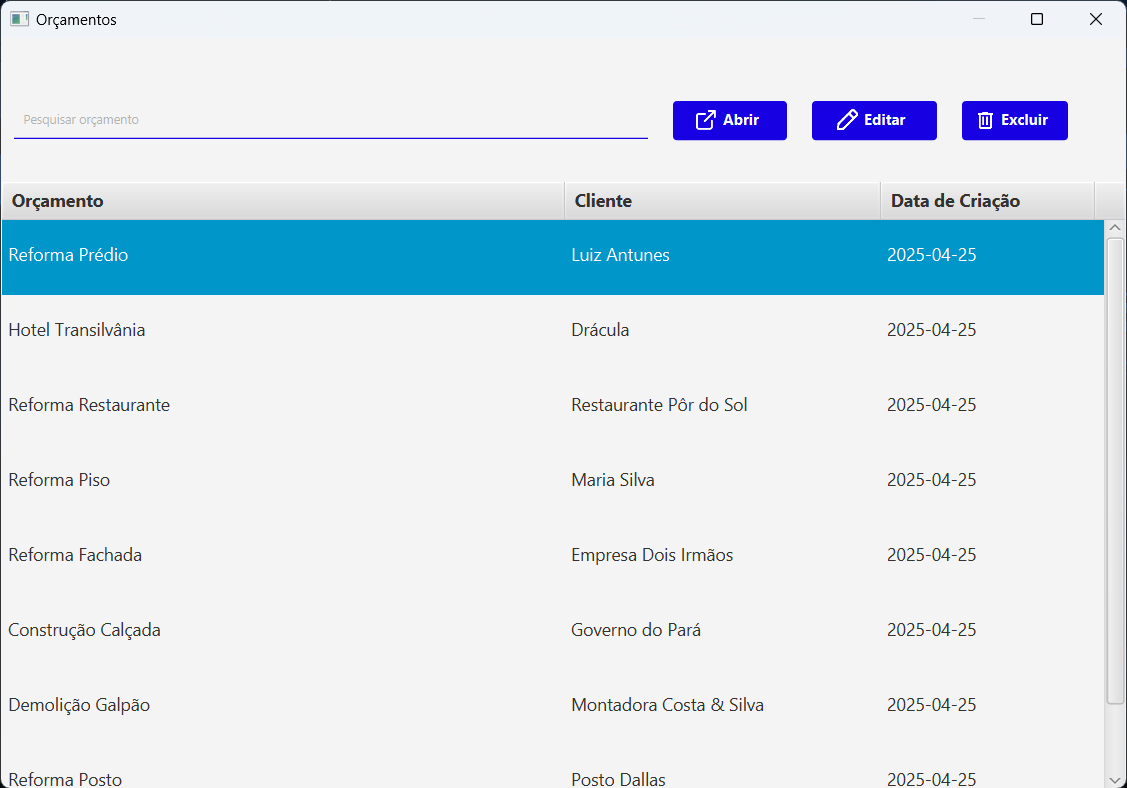 Orçamentos
Pesquisar orçamento
Abrir
Editar
Excluir
Orçamento Cliente Data de Criação
Reforma Prédio Luiz Antunes 2025-04-25
Hotel Transilvânia Drácula 2025-04-25
Reforma Restaurante Restaurante Pôr do Sol 2025-04-25
Reforma Piso Maria Silva 2025-04-25
Reforma Fachada Empresa Dois Irmãos 2025-04-25
Construção Calçada Governo do Pará 2025-04-25
Demolição Galpão Montadora Costa & Silva 2025-04-25
Reforma Posto Posto Dallas 2025-04-25